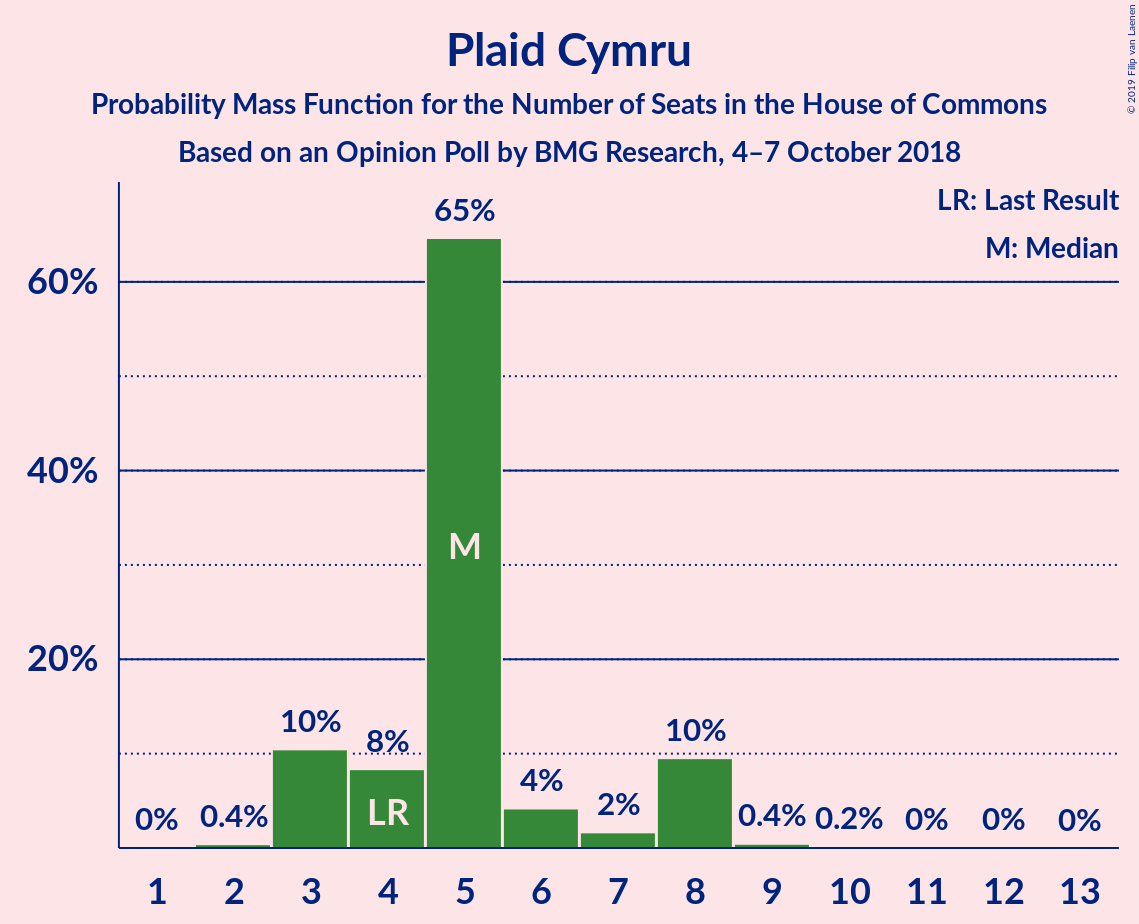 Plaid Cymru
Probability Mass Function for the Number of Seats in the House of Commons
Based on an Opinion Poll by BMG Research, 4–7 October 2018
© 2019 Filip van Laenen
LR: Last Result
M: Median
60%
40%
20%
0%
0.4%
10%
8%
65%
4%
2%
10%
0.4%
0.2%
0%
0%
0%
LR
M
1 2 3 4 5 6 7 8 9 10 11 12 13